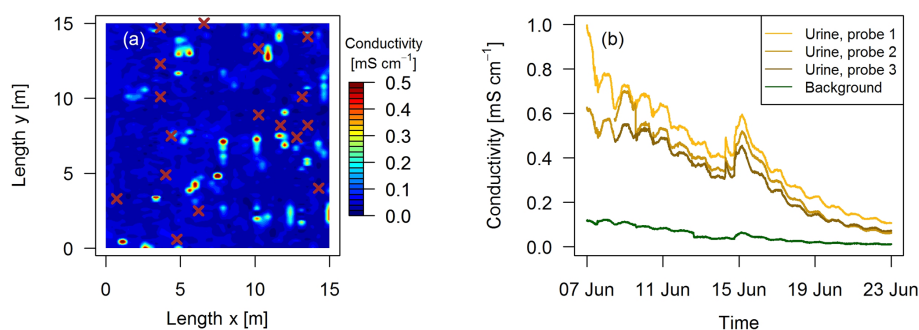 (a)
Conductivity
[mS cm⁻¹]
0.5
0.4
0.3
0.2
0.1
0.0
15
10
5
0
Length y [m]
0 5 10 15
Length x [m]
(b)
Urine, probe 1
Urine, probe 2
Urine, probe 3
Background
Conductivity [mS cm⁻¹]
1.0
0.8
0.6
0.4
0.2
0.0
07 Jun 11 Jun 15 Jun 19 Jun 23 Jun
Time